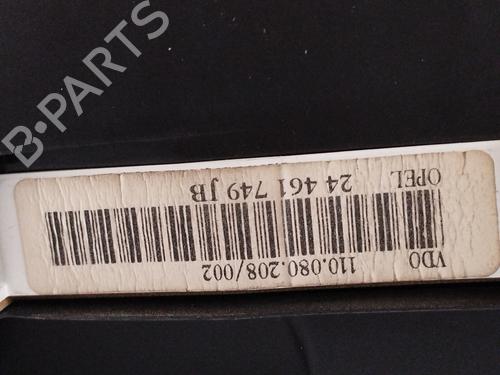 B-PARTS
VDO
110.080.208/002
OPEL
24 461 749 JB